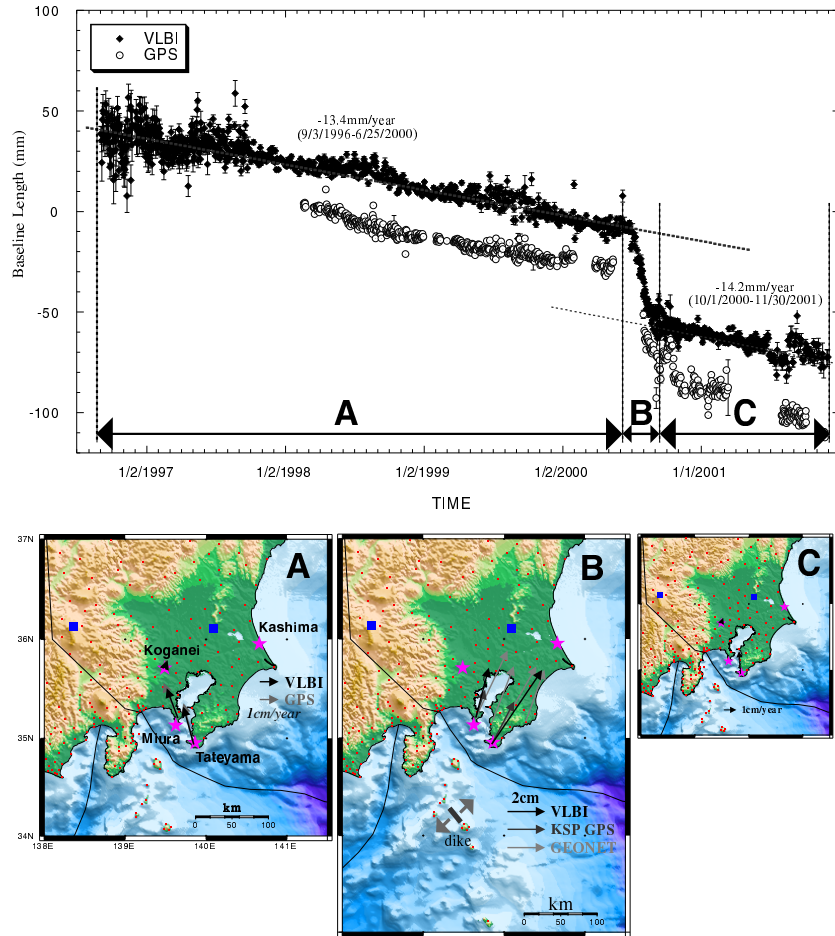 100
VLBI
GPS
-13.4mm/year
(9/3/1996-6/25/2000)
50
0
Baseline Length (mm)
-14.2mm/year
(10/1/2000-11/30/2001)
-50
-100
A
B
C
1/2/1997
1/2/1998
1/2/1999
1/2/2000
1/1/2001
TIME
37N
A
B
C
Kashima
36N
Koganei
VLBI
GPS
1cm/year
Miura
Tateyama
35N
1cm/year
km
0 50 100
34N
138E
139E
140E
141E
2cm
VLBI
KSP GPS
GEONET
dike
km
0 50 100